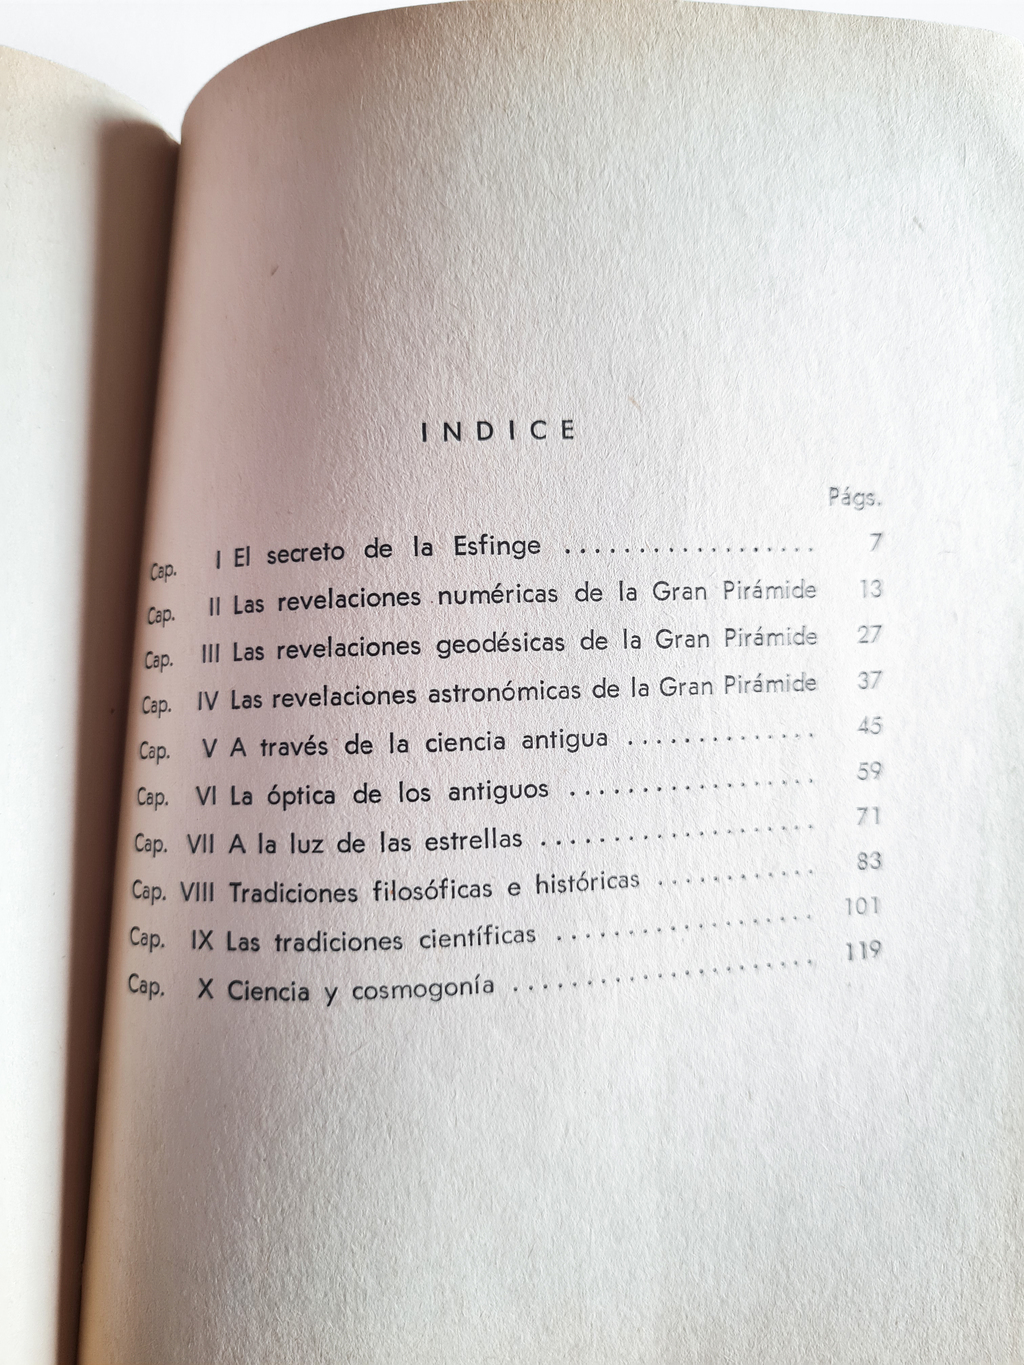 INDICE
Págs.
Cap. I El secreto de la Esfinge .................. 7
Cap. II Las revelaciones numéricas de la Gran Pirámide 13
Cap. III Las revelaciones geodésicas de la Gran Pirámide 27
Cap. IV Las revelaciones astronómicas de la Gran Pirámide 37
Cap. V A través de la ciencia antigua .............. 45
Cap. VI La óptica de los antiguos .................. 59
Cap. VII A la luz de las estrellas .................... 71
Cap. VIII Tradiciones filosóficas e históricas ............ 83
Cap. IX Las tradiciones científicas .................. 101
Cap. X Ciencia y cosmogonía ...................... 119